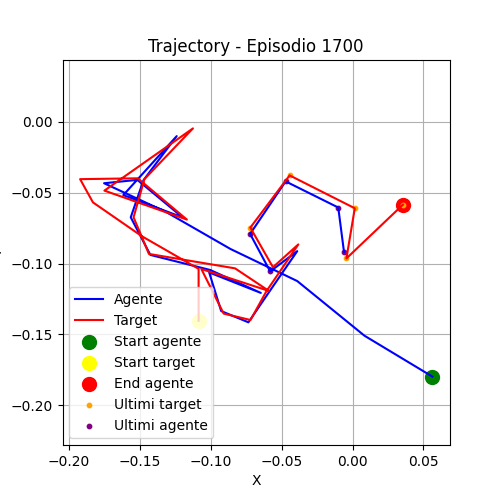 Trajectory - Episodio 1700
0.00
−0.05
−0.10
−0.15
−0.20
Agente
Target
Start agente
Start target
End agente
Ultimi target
Ultimi agente
−0.20 −0.15 −0.10 −0.05 0.00 0.05
X